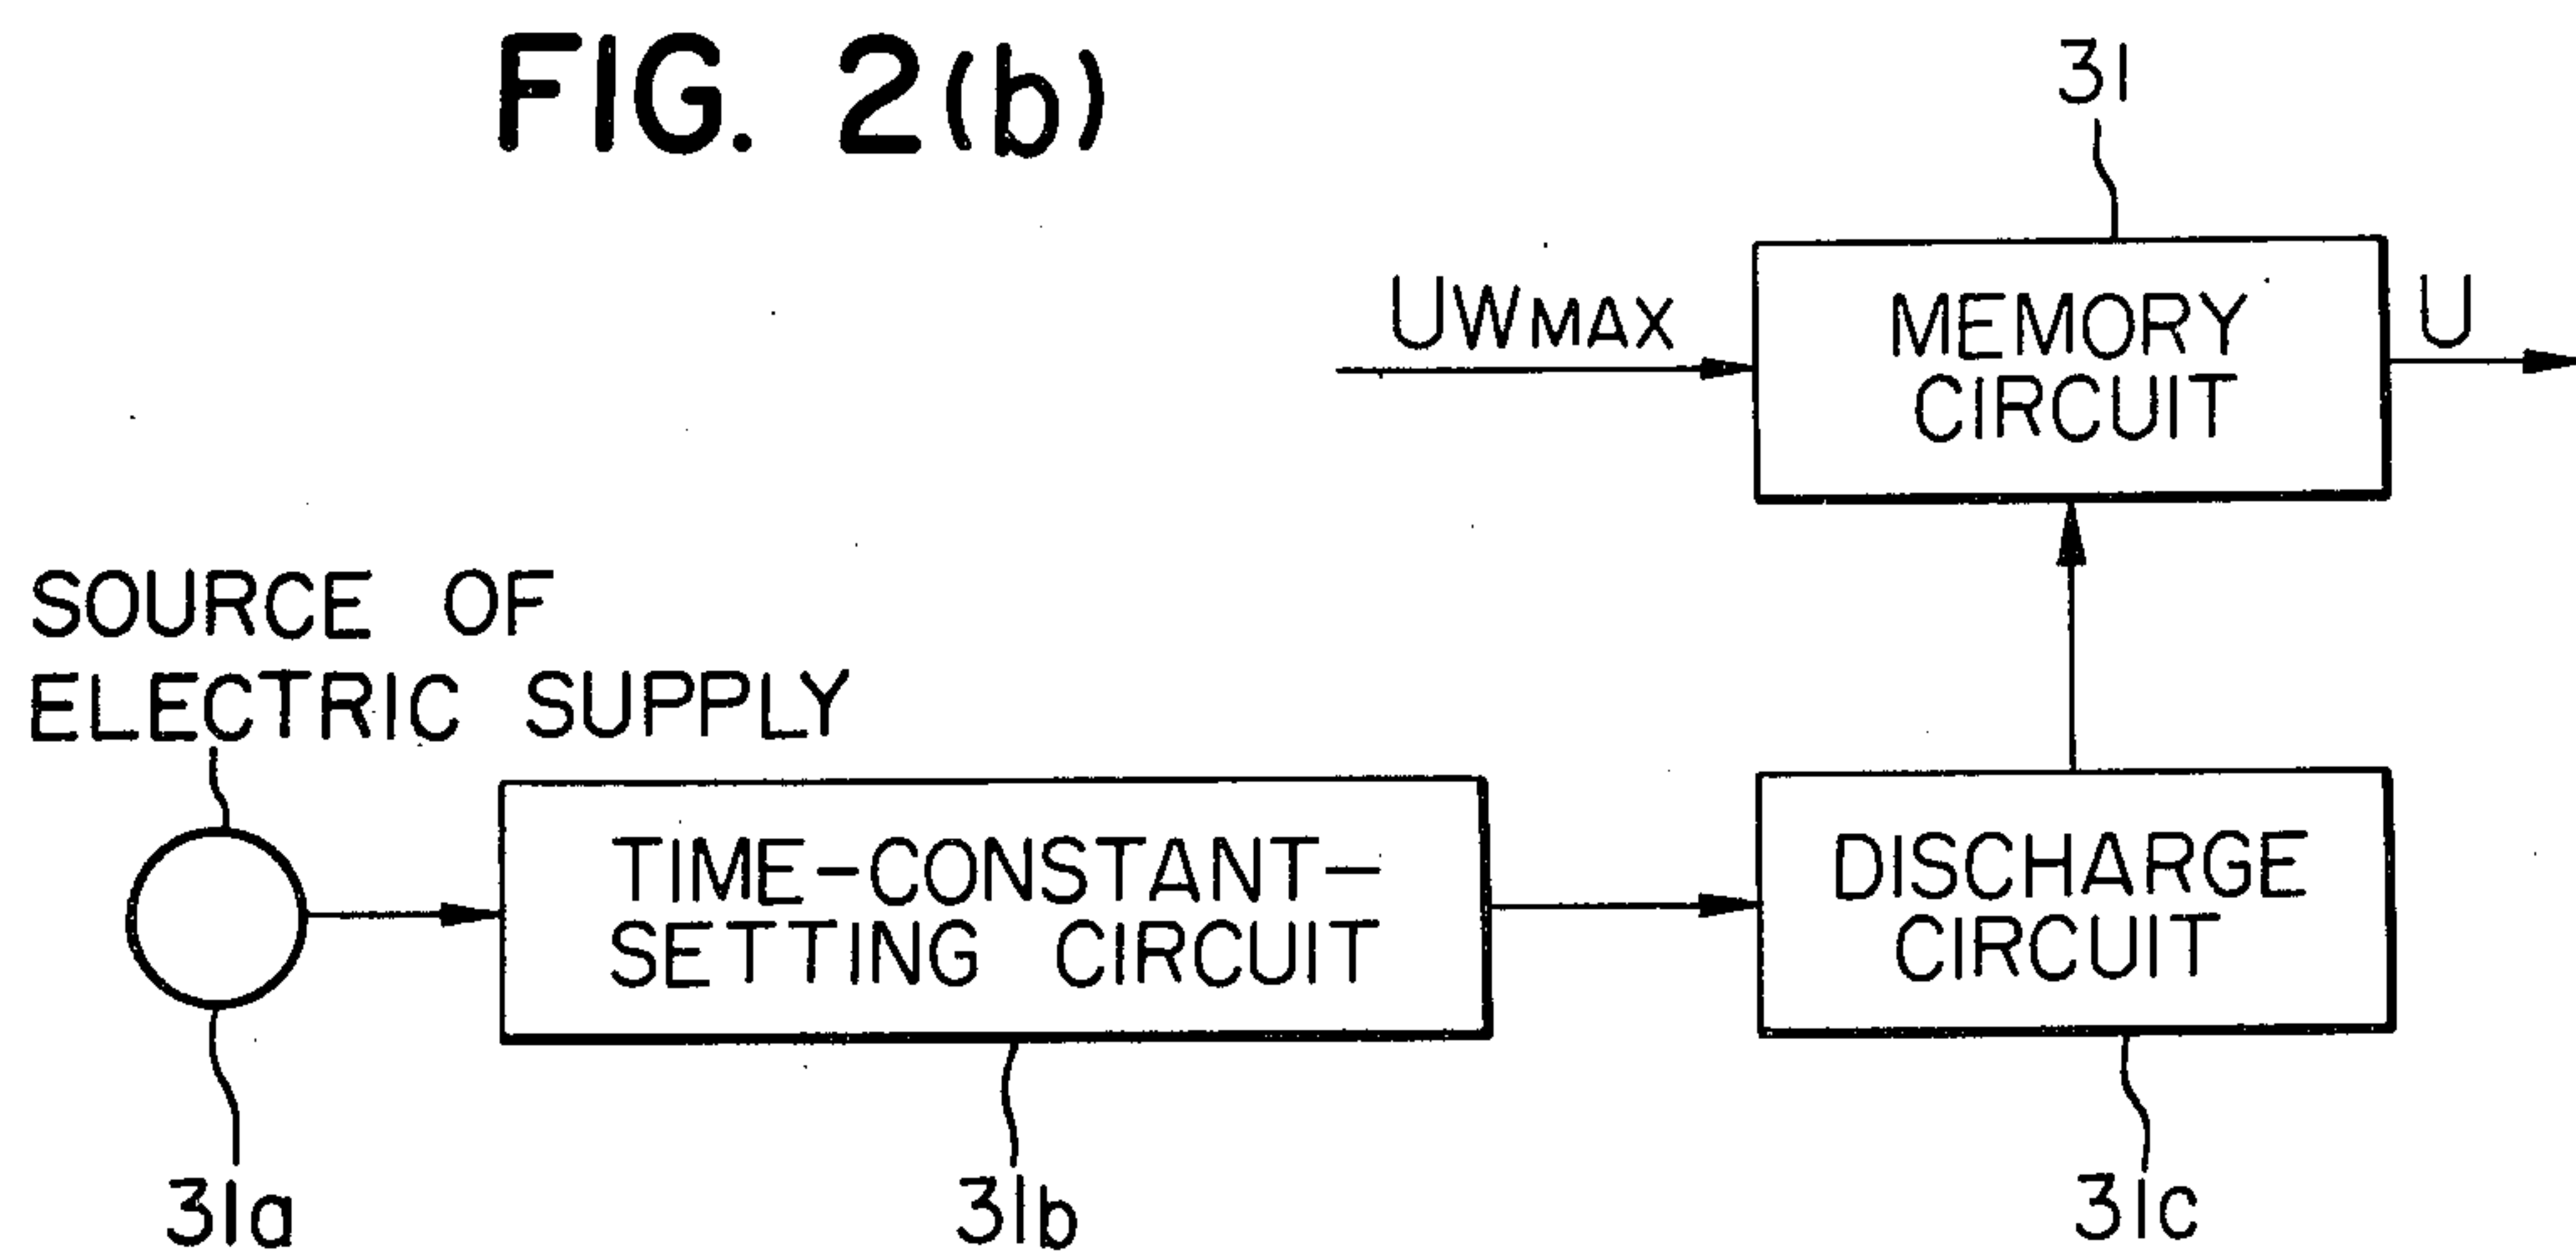 FIG. 2(b)
31
UWMAX
MEMORY
CIRCUIT
U
SOURCE OF
ELECTRIC SUPPLY
TIME-CONSTANT-
SETTING CIRCUIT
DISCHARGE
CIRCUIT
31a
31b
31c